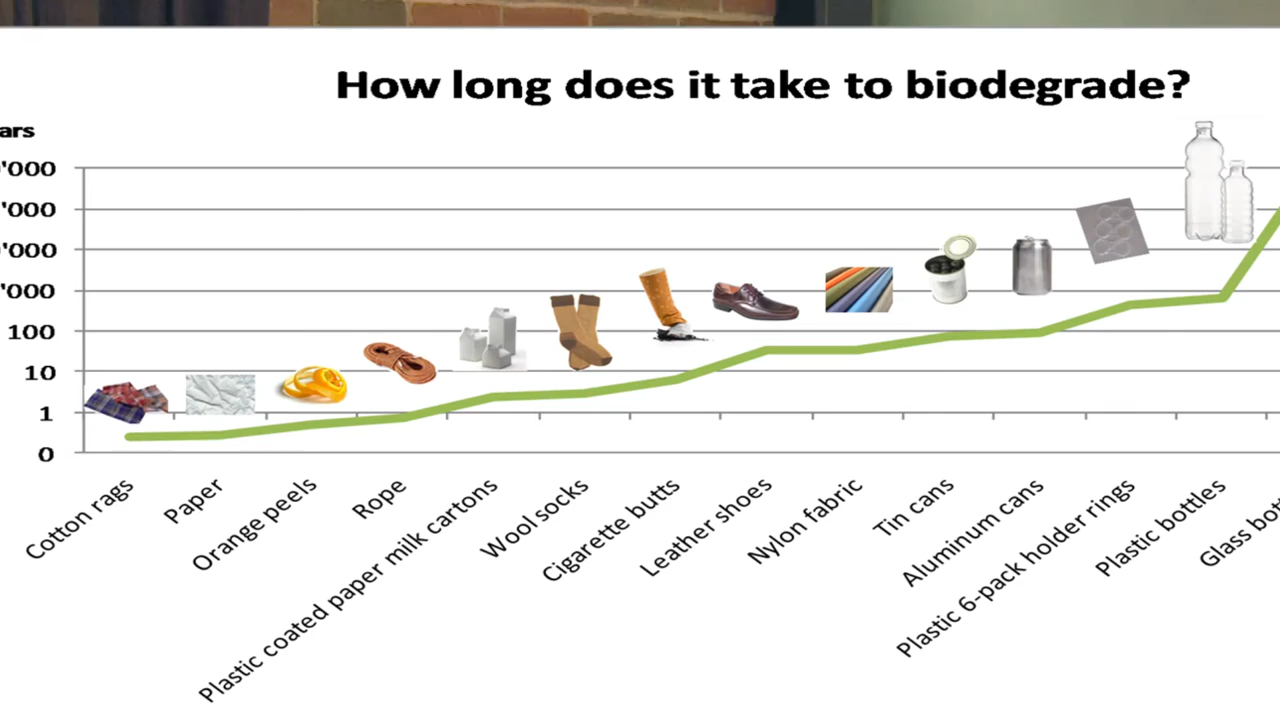 How long does it take to biodegrade?
ars
'000
'000
'000
'000
100
10
1
0
Cotton rags
Paper
Orange peels
Rope
Plastic coated paper milk cartons
Wool socks
Cigarette butts
Leather shoes
Nylon fabric
Tin cans
Aluminum cans
Plastic 6-pack holder rings
Plastic bottles
Glass bot